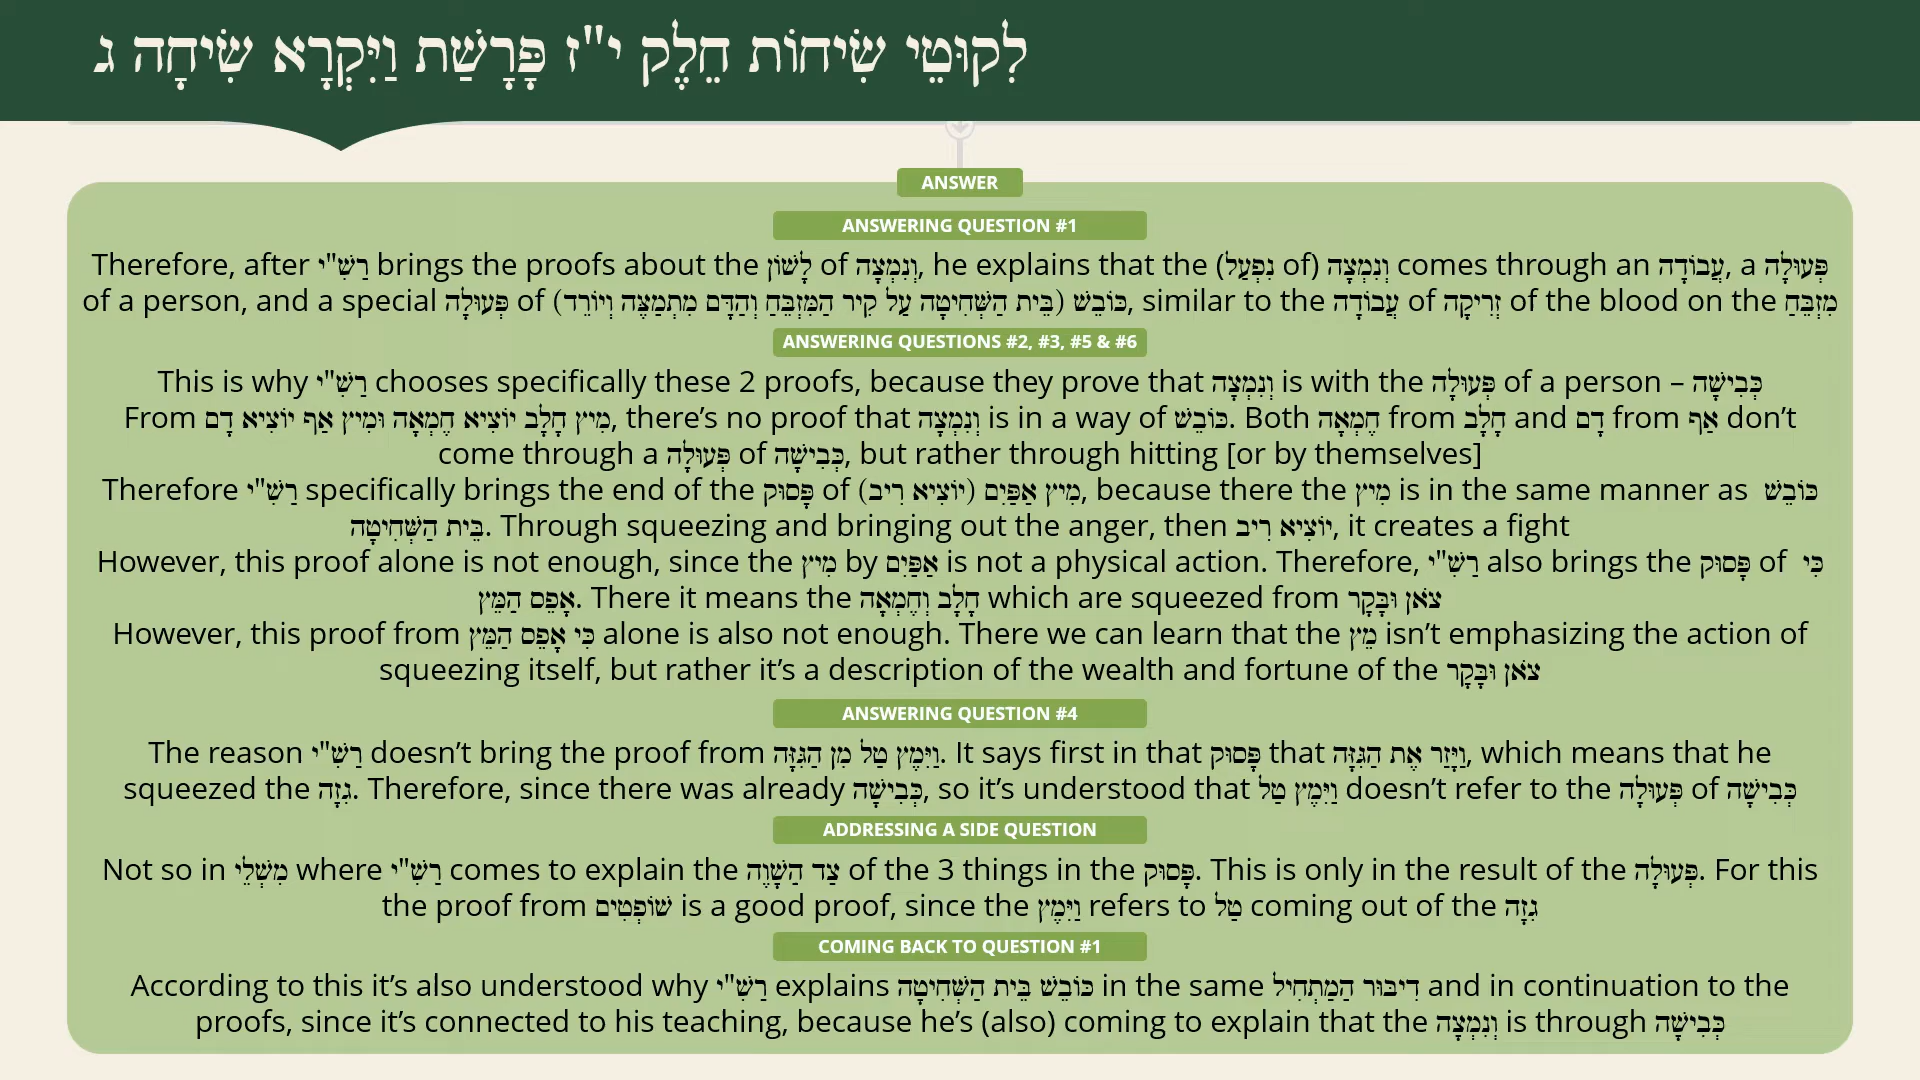 לִקוּטֵי שִׂיחוֹת חֵלֶק י"ז פָּרָשַׁת וַיִּקְרָא שִׂיחָה ג
ANSWER
ANSWERING QUESTION #1
Therefore, after רַשִׁ"י brings the proofs about the לָשׁוֹן of וְנִמְצָה, he explains that the (נִפְעַל of) וְנִמְצָה comes through an עֲבוֹדָה, a פְּעוּלָה
of a person, and a special פְּעוּלָה of כּוֹבֵשׁ (בֵּית הַשְּׁחִיטָה עַל קִיר הַמִּזְבֵּחַ וְהַדָּם מִתְמַצֶּה וְיוֹרֵד), similar to the עֲבוֹדָה of זְרִיקָה of the blood on the מִזְבֵּחַ
ANSWERING QUESTIONS #2, #3, #5 & #6
This is why רַשִׁ"י chooses specifically these 2 proofs, because they prove that וְנִמְצָה is with the פְּעוּלָה of a person – כְּבִישָׁה
From מִיץ חָלָב יוֹצִיא חֶמְאָה וּמִיץ אַף יוֹצִיא דָם, there's no proof that וְנִמְצָה is in a way of כּוֹבֵשׁ. Both חֶמְאָה from חָלָב and דָם from אַף don't
come through a פְּעוּלָה of כְּבִישָׁה, but rather through hitting [or by themselves]
Therefore רַשִׁ"י specifically brings the end of the פָּסוּק of מִיץ אַפַּיִם (יוֹצִיא רִיב), because there the מִיץ is in the same manner as כּוֹבֵשׁ
בֵּית הַשְּׁחִיטָה. Through squeezing and bringing out the anger, then יוֹצִיא רִיב, it creates a fight
However, this proof alone is not enough, since the מִיץ by אַפַּיִם is not a physical action. Therefore, רַשִׁ"י also brings the פָּסוּק of כִּי
אָפֵס הַמֵּץ. There it means the חָלָב וְחֶמְאָה which are squeezed from צֹאן וּבָּקָר
However, this proof from כִּי אָפֵס הַמֵּץ alone is also not enough. There we can learn that the מֵץ isn't emphasizing the action of
squeezing itself, but rather it's a description of the wealth and fortune of the צֹאן וּבָּקָר
ANSWERING QUESTION #4
The reason רַשִׁ"י doesn't bring the proof from וַיִּמֶץ טַל מִן הַגִּזָּה. It says first in that פָּסוּק that וַיָּזַר אֶת הַגִּזָּה, which means that he
squeezed the גִזָה. Therefore, since there was already כְּבִישָׁה, so it's understood that וַיִּמֶץ טַל doesn't refer to the פְּעוּלָה of כְּבִישָׁה
ADDRESSING A SIDE QUESTION
Not so in מִשְׁלֵי where רַשִׁ"י comes to explain the צַד הַשָׁוֶה of the 3 things in the פָּסוּק. This is only in the result of the פְּעוּלָה. For this
the proof from שׁוֹפְטִים is a good proof, since the וַיִּמֶץ refers to טַל coming out of the גִזָה
COMING BACK TO QUESTION #1
According to this it's also understood why רַשִׁ"י explains כּוֹבֵשׁ בֵּית הַשְּׁחִיטָה in the same דִיבּוּר הַמַתְחִיל and in continuation to the
proofs, since it's connected to his teaching, because he's (also) coming to explain that the וְנִמְצָה is through כְּבִישָׁה